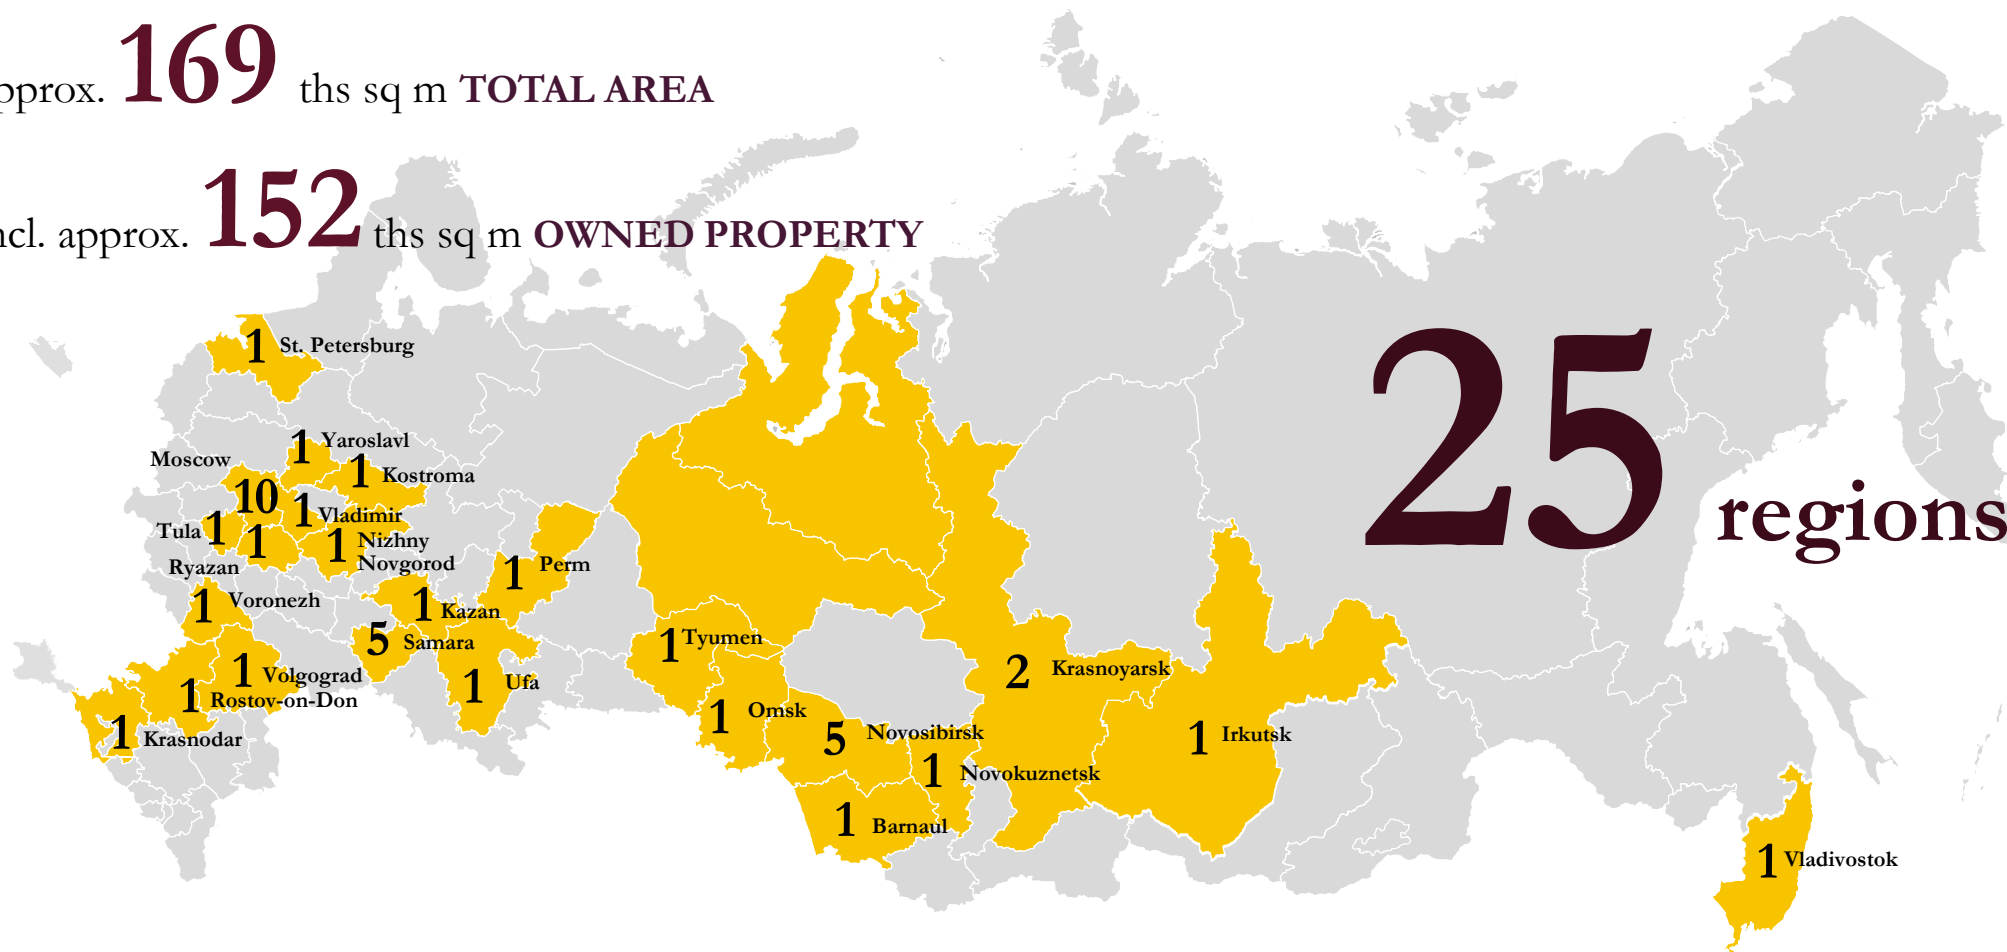 pprox. 169 ths sq m TOTAL AREA
ncl. approx. 152 ths sq m OWNED PROPERTY
25 regions
1 St. Petersburg
1 Yaroslavl
Moscow
10
1 Kostroma
1 Vladimir
Tula 1
1
Ryazan
1 Nizhny
Novgorod
1 Perm
1 Voronezh
1 Kazan
5 Samara
1 Tyumen
1 Volgograd
1 Rostov-on-Don
1 Ufa
1 Krasnodar
1 Omsk
2 Krasnoyarsk
5 Novosibirsk
1 Irkutsk
1 Novokuznetsk
1 Barnaul
1 Vladivostok